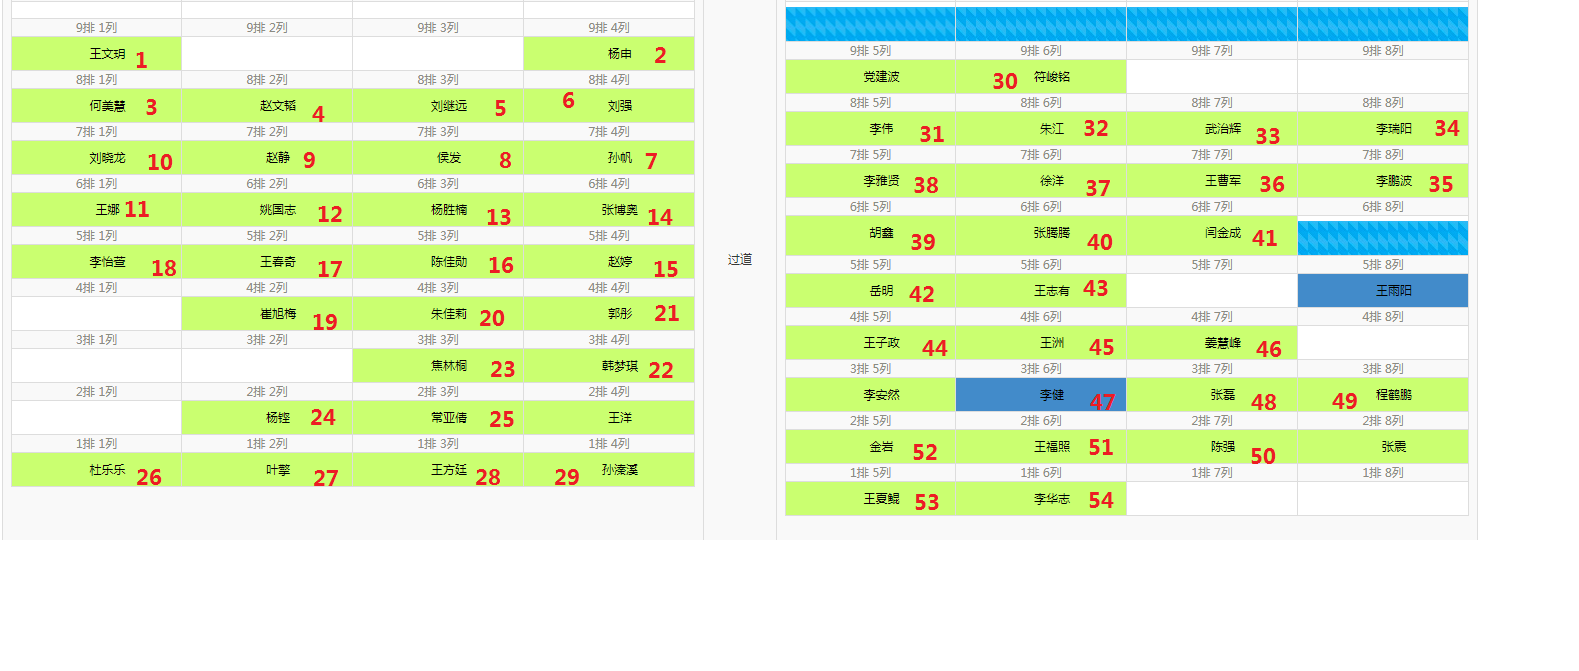 9排 1列 9排 2列 9排 3列 9排 4列
王文玥 1 杨申 2
8排 1列 8排 2列 8排 3列 8排 4列
何美慧 3 赵文韬 4 刘继远 5 6 刘强
7排 1列 7排 2列 7排 3列 7排 4列
刘晓龙 10 赵静 9 侯发 8 孙帆 7
6排 1列 6排 2列 6排 3列 6排 4列
王娜 11 姚国志 12 杨胜楠 13 张博奥 14
5排 1列 5排 2列 5排 3列 5排 4列
李怡萱 18 王春奇 17 陈佳勋 16 赵婷 15
4排 1列 4排 2列 4排 3列 4排 4列
崔旭梅 19 朱佳莉 20 郭彤 21
3排 1列 3排 2列 3排 3列 3排 4列
焦林桐 23 韩梦琪 22
2排 1列 2排 2列 2排 3列 2排 4列
杨铿 24 常亚倩 25 王洋
1排 1列 1排 2列 1排 3列 1排 4列
杜乐乐 26 叶擎 27 王方廷 28 29 孙溱溪
过道
9排 5列 9排 6列 9排 7列 9排 8列
党建波 30 符峻铭
8排 5列 8排 6列 8排 7列 8排 8列
李伟 31 朱江 32 武治辉 33 李瑞阳 34
7排 5列 7排 6列 7排 7列 7排 8列
李雅贤 38 徐洋 37 王曹军 36 李鹏波 35
6排 5列 6排 6列 6排 7列 6排 8列
胡鑫 39 张腾腾 40 闫金成 41
5排 5列 5排 6列 5排 7列 5排 8列
岳明 42 王志有 43 王雨阳
4排 5列 4排 6列 4排 7列 4排 8列
王子政 44 王洲 45 姜慧峰 46
3排 5列 3排 6列 3排 7列 3排 8列
李安然 李健 47 张磊 48 49 程鹤鹏
2排 5列 2排 6列 2排 7列 2排 8列
金岩 52 王福照 51 陈强 50 张震
1排 5列 1排 6列 1排 7列 1排 8列
王夏鲲 53 李华志 54